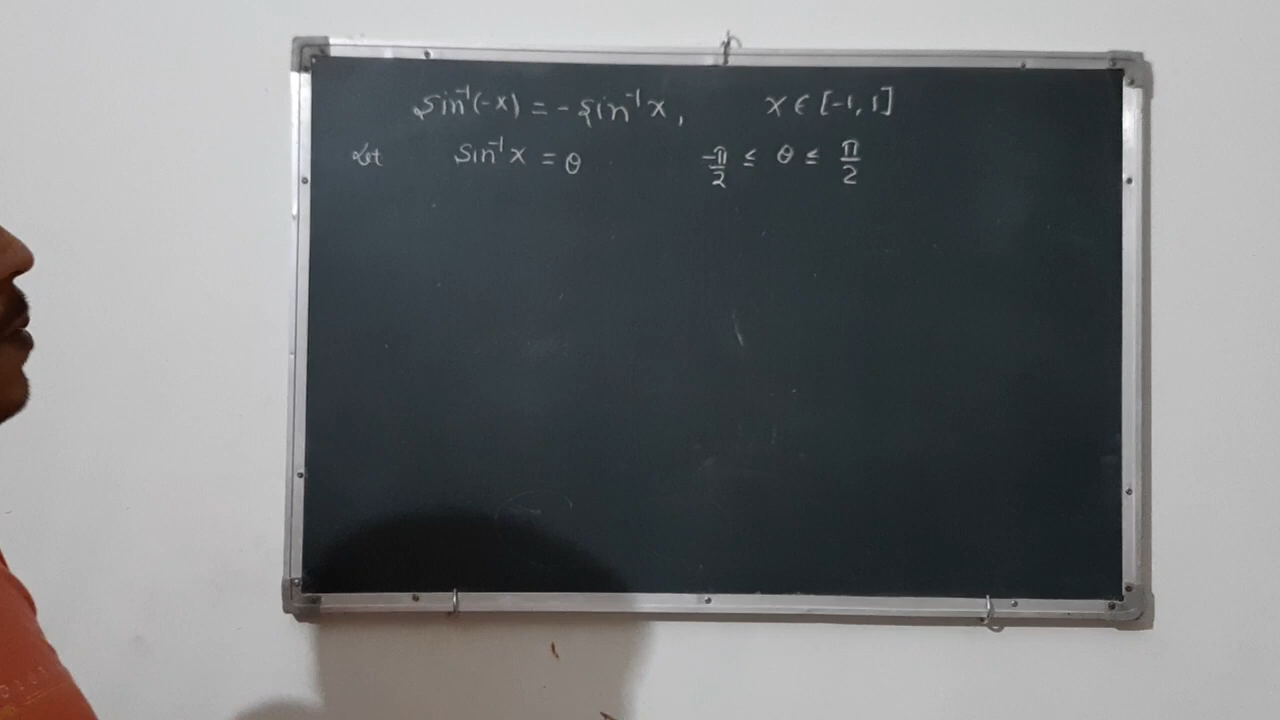 sin⁻¹(-x) = -sin⁻¹x, x ∈ [-1, 1]
Let sin⁻¹x = θ -π/2 ≤ θ ≤ π/2